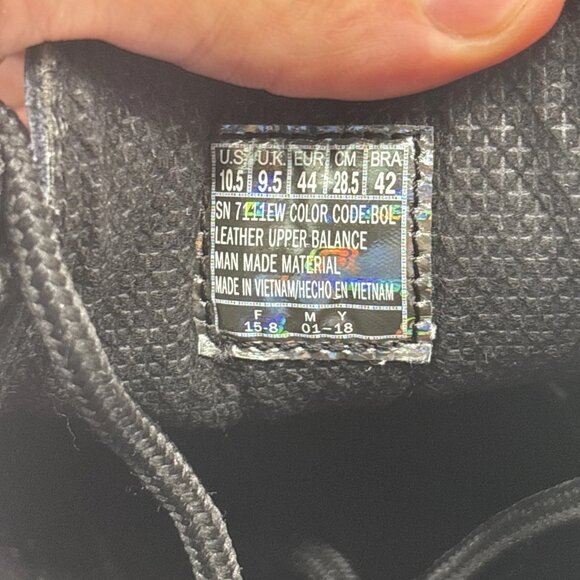 U.S. U.K. EUR CM BRA
10.5 9.5 44 28.5 42
SN 7111EW COLOR CODE:BOL
LEATHER UPPER BALANCE
MAN MADE MATERIAL
MADE IN VIETNAM/HECHO EN VIETNAM
F M Y
15-8 01-18